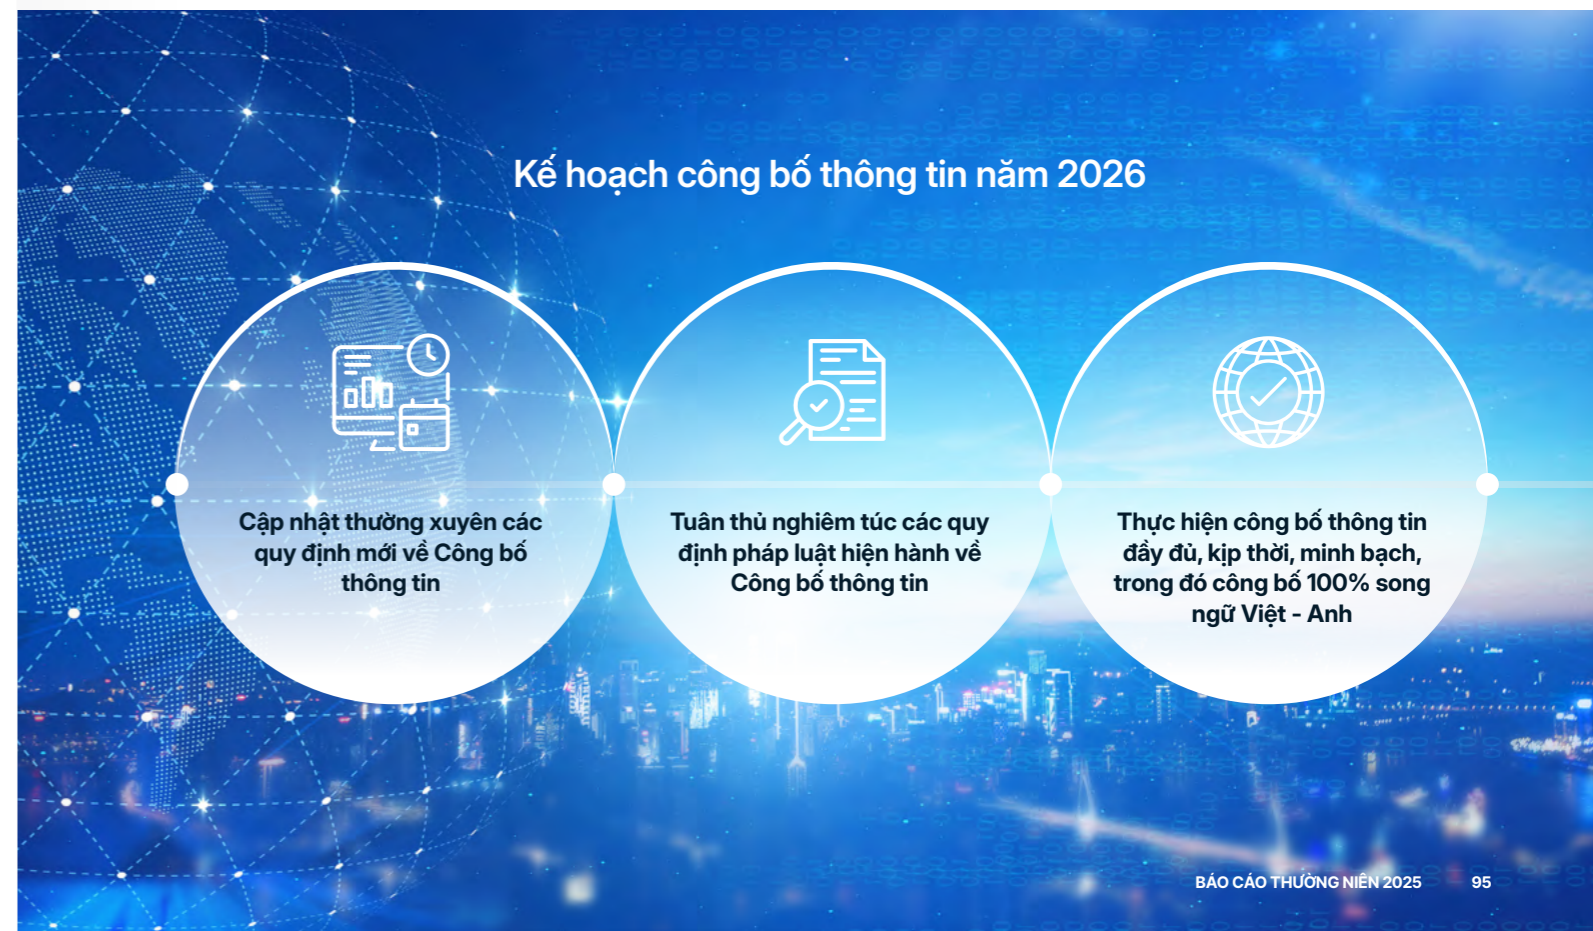 Kế hoạch công bố thông tin năm 2026
Cập nhật thường xuyên các
quy định mới về Công bố
thông tin
Tuân thủ nghiêm túc các quy
định pháp luật hiện hành về
Công bố thông tin
Thực hiện công bố thông tin
đầy đủ, kịp thời, minh bạch,
trong đó công bố 100% song
ngữ Việt - Anh
BÁO CÁO THƯỜNG NIÊN 2025 95